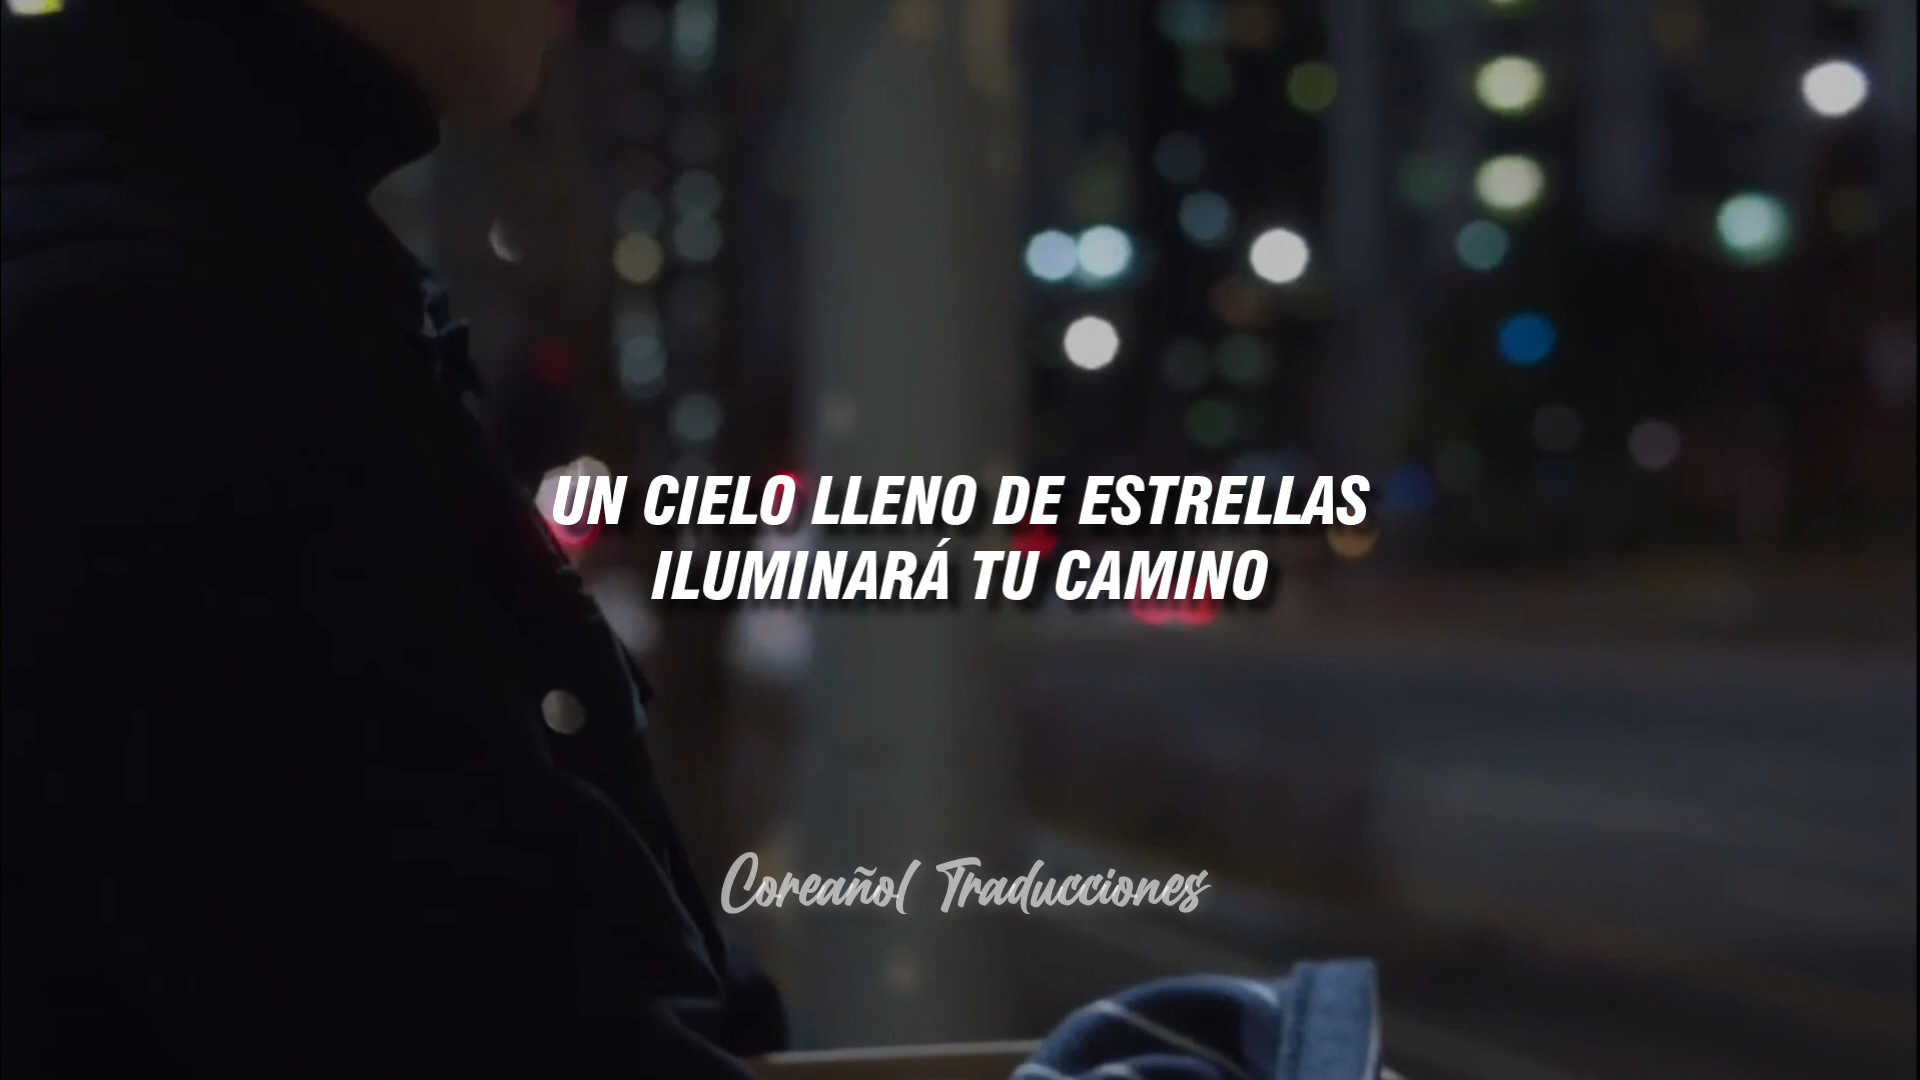 UN CIELO LLENO DE ESTRELLAS
ILUMINARÁ TU CAMINO
Coreañol Traducciones